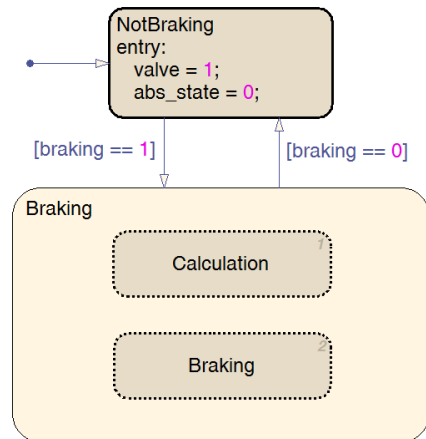 NotBraking
entry:
valve = 1;
abs_state = 0;
[braking == 1]
[braking == 0]
Braking
1
Calculation
2
Braking